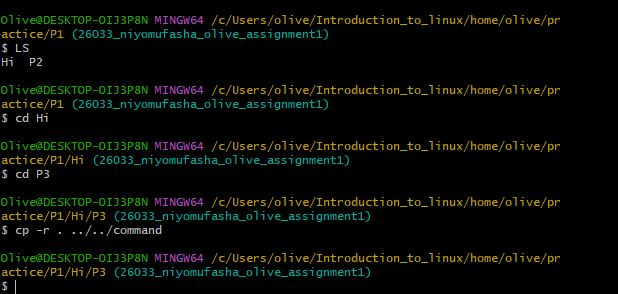 Olive@DESKTOP-OIJ3P8N MINGW64 /c/Users/olive/Introduction_to_linux/home/olive/pr
actice/P1 (26033_niyomufasha_olive_assignment1)
$ LS
Hi  P2
Olive@DESKTOP-OIJ3P8N MINGW64 /c/Users/olive/Introduction_to_linux/home/olive/pr
actice/P1 (26033_niyomufasha_olive_assignment1)
$ cd Hi
Olive@DESKTOP-OIJ3P8N MINGW64 /c/Users/olive/Introduction_to_linux/home/olive/pr
actice/P1/Hi (26033_niyomufasha_olive_assignment1)
$ cd P3
Olive@DESKTOP-OIJ3P8N MINGW64 /c/Users/olive/Introduction_to_linux/home/olive/pr
actice/P1/Hi/P3 (26033_niyomufasha_olive_assignment1)
$ cp -r . ../../command
Olive@DESKTOP-OIJ3P8N MINGW64 /c/Users/olive/Introduction_to_linux/home/olive/pr
actice/P1/Hi/P3 (26033_niyomufasha_olive_assignment1)
$